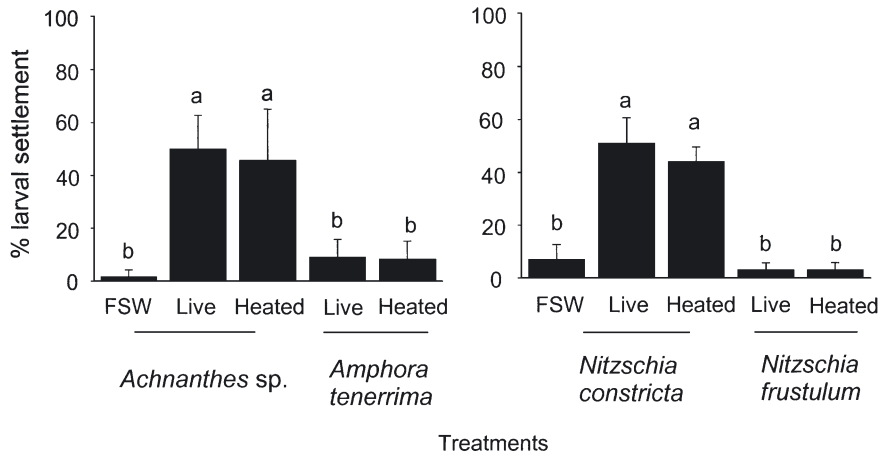 % larval settlement
100
80
60
40
20
0
b
a
a
b
b
FSW Live Heated Live Heated
Achnanthes sp.
Amphora
tenerrima
100
80
60
40
20
0
b
a
a
b
b
FSW Live Heated Live Heated
Nitzschia
constricta
Nitzschia
frustulum
Treatments